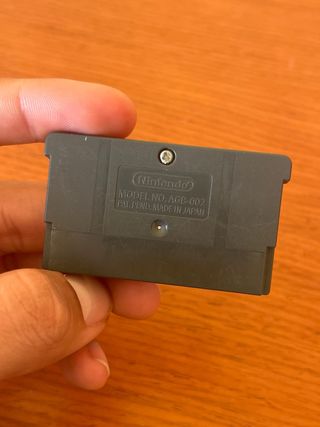 Nintendo
MODEL NO. AGB-002
PAT. PEND. MADE IN JAPAN